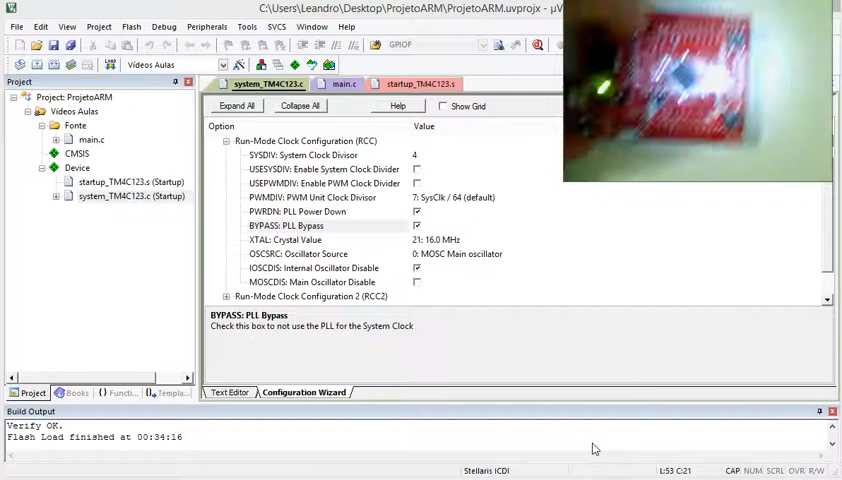 C:\Users\Leandro\Desktop\ProjetoARM\ProjetoARM.uvprojx - µV
File Edit View Project Flash Debug Peripherals Tools SVCS Window Help
GPIOF
LOAD Vídeos Aulas
Project
system_TM4C123.c main.c startup_TM4C123.s
Project: ProjetoARM
Vídeos Aulas
Fonte
main.c
CMSIS
Device
startup_TM4C123.s (Startup)
system_TM4C123.c (Startup)
Expand All Collapse All Help Show Grid
Option Value
Run-Mode Clock Configuration (RCC)
SYSDIV: System Clock Divisor 4
USESYSDIV: Enable System Clock Divider
USEPWMDIV: Enable PWM Clock Divider
PWMDIV: PWM Unit Clock Divisor 7: SysClk / 64 (default)
PWRDN: PLL Power Down
BYPASS: PLL Bypass
XTAL: Crystal Value 21: 16.0 MHz
OSCSRC: Oscillator Source 0: MOSC Main oscillator
IOSCDIS: Internal Oscillator Disable
MOSCDIS: Main Oscillator Disable
Run-Mode Clock Configuration 2 (RCC2)
BYPASS: PLL Bypass
Check this box to not use the PLL for the System Clock
Project Books {} Functi... Templa...
Text Editor Configuration Wizard
Build Output
Verify OK.
Flash Load finished at 00:34:16
Stellaris ICDI L:53 C:21 CAP NUM SCRL OVR R/W